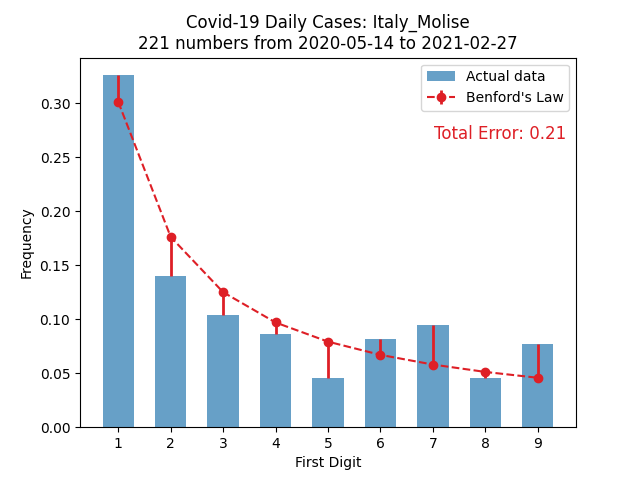 Covid-19 Daily Cases: Italy_Molise
221 numbers from 2020-05-14 to 2021-02-27
Actual data
Benford's Law
Total Error: 0.21
Frequency
0.30
0.25
0.20
0.15
0.10
0.05
0.00
1 2 3 4 5 6 7 8 9
First Digit